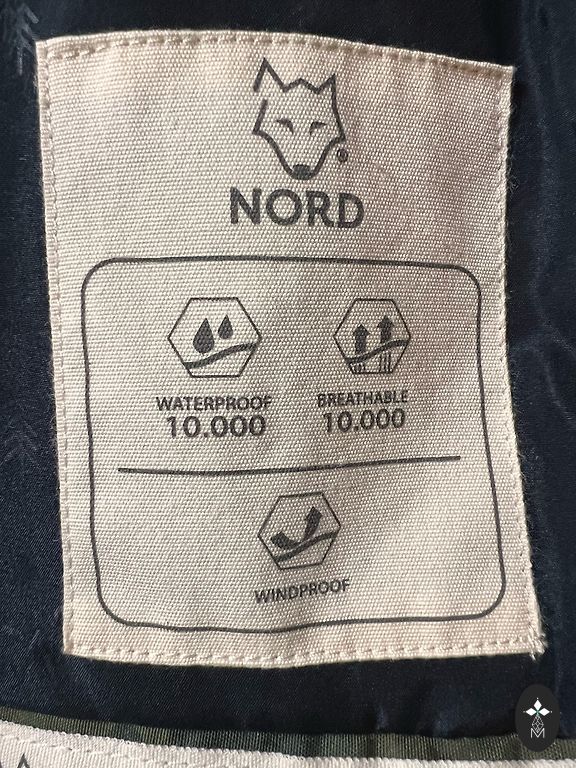 ®
NORD
WATERPROOF
10.000
BREATHABLE
10.000
WINDPROOF